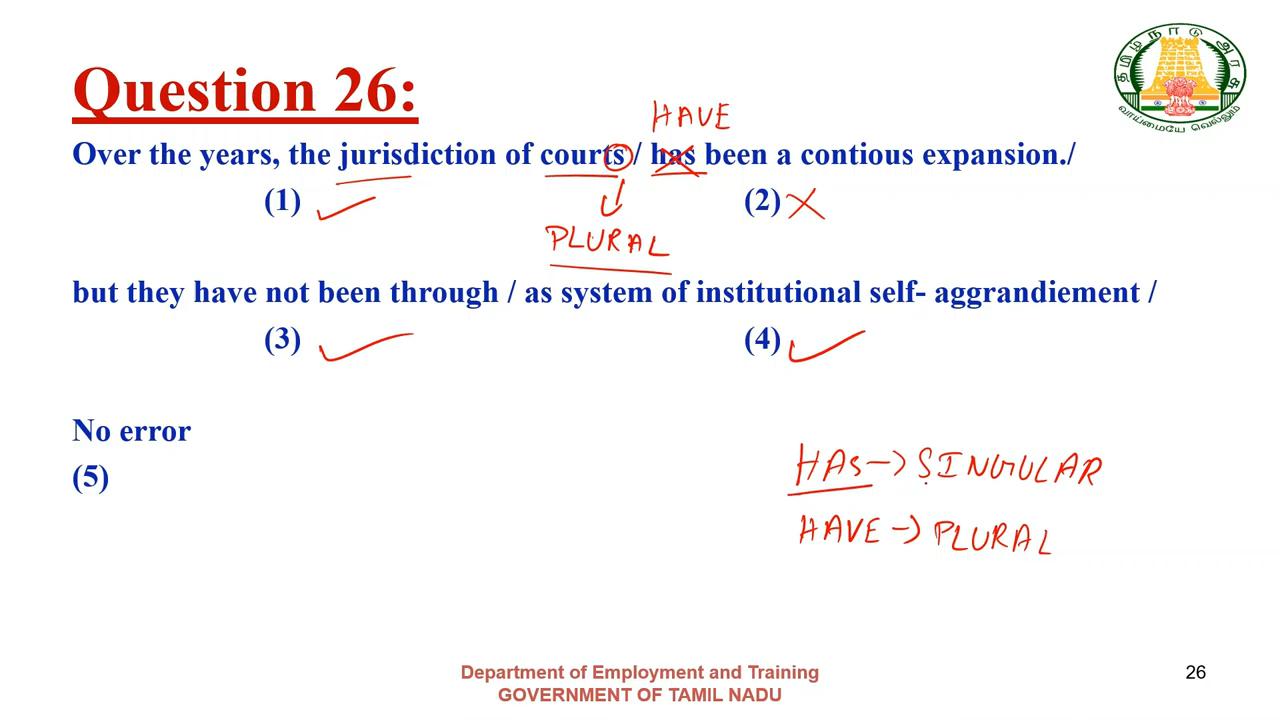 Question 26:
தமிழ்நாடு அரசு
வாய்மையே வெல்லும்
HAVE
Over the years, the jurisdiction of courts / has been a contious expansion./
(1) (2)
PLURAL
but they have not been through / as system of institutional self- aggrandiement /
(3) (4)
No error
(5)
HAS → SINGULAR
HAVE → PLURAL
Department of Employment and Training
GOVERNMENT OF TAMIL NADU
26